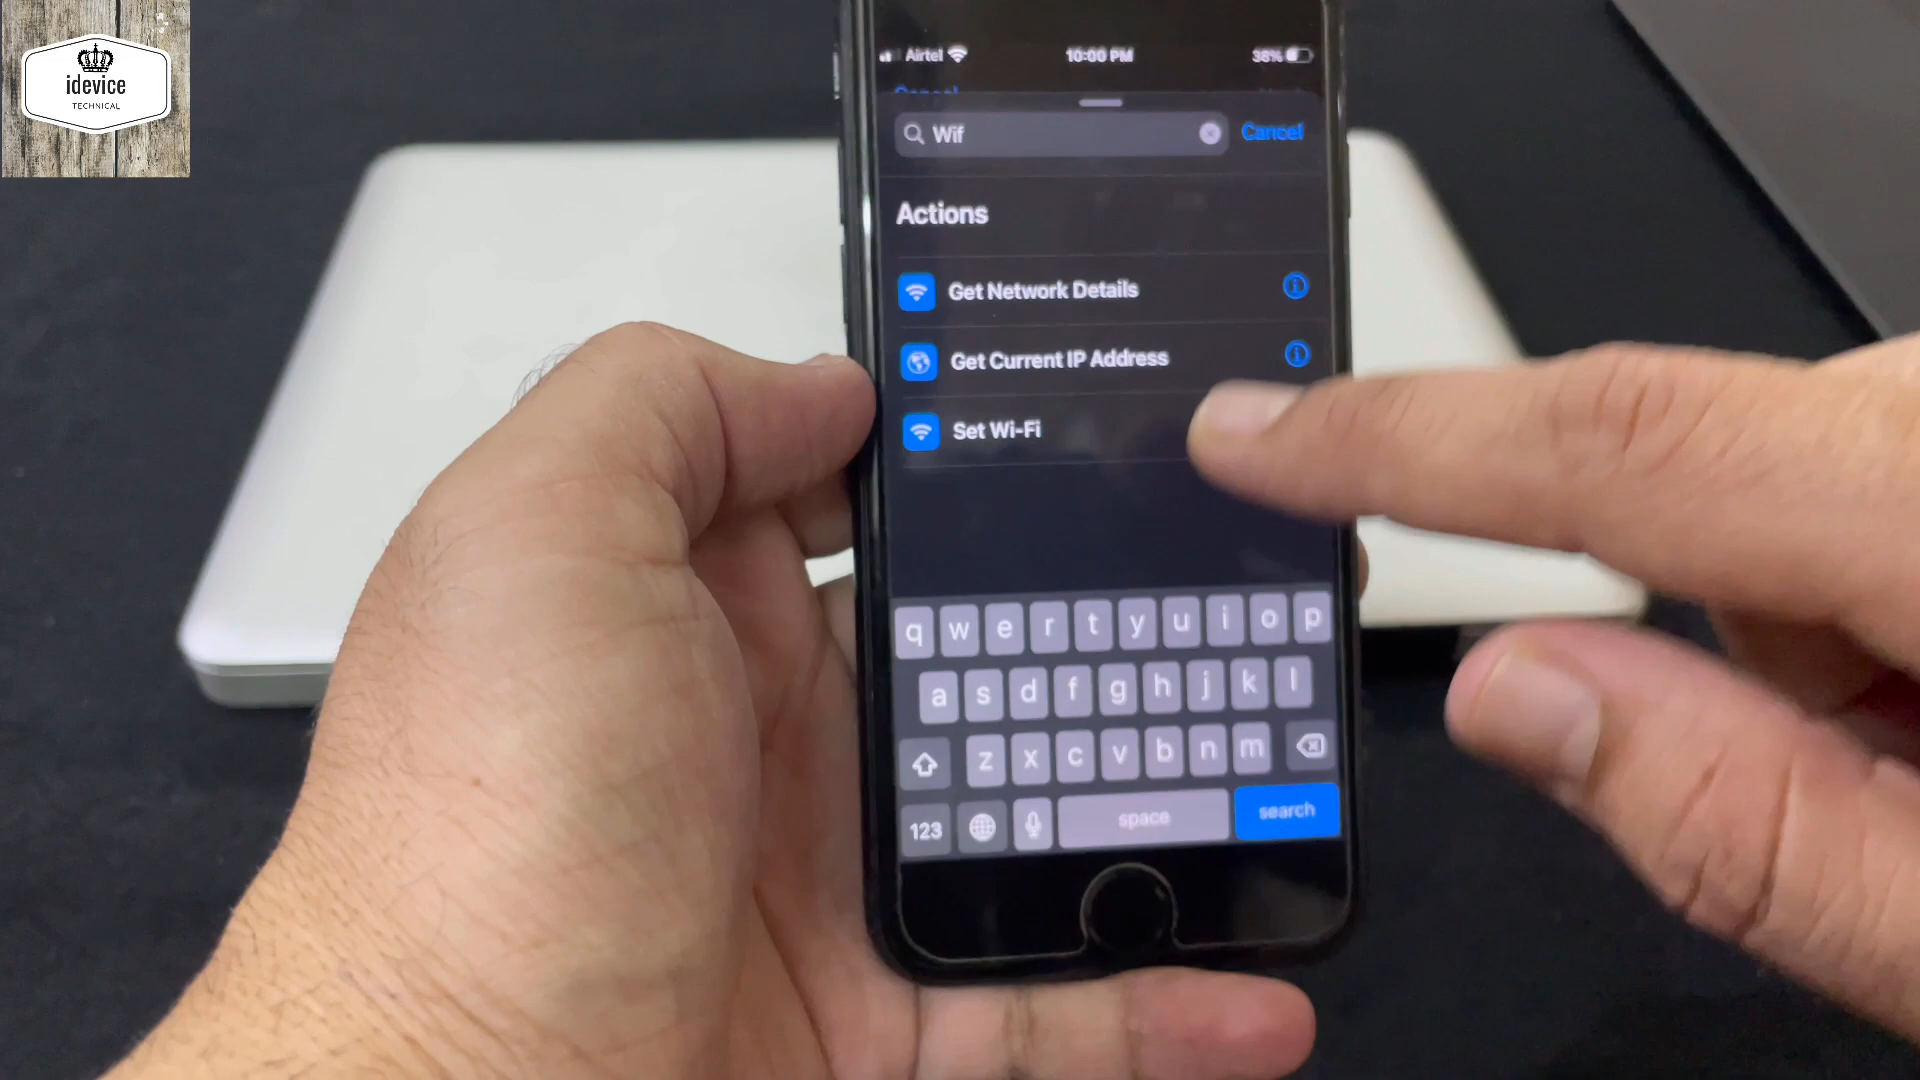 idevice
TECHNICAL
Airtel 10:00 PM 38%
Wif Cancel
Actions
Get Network Details
Get Current IP Address
Set Wi-Fi
q w e r t y u i o p
a s d f g h j k l
z x c v b n m
123 space search